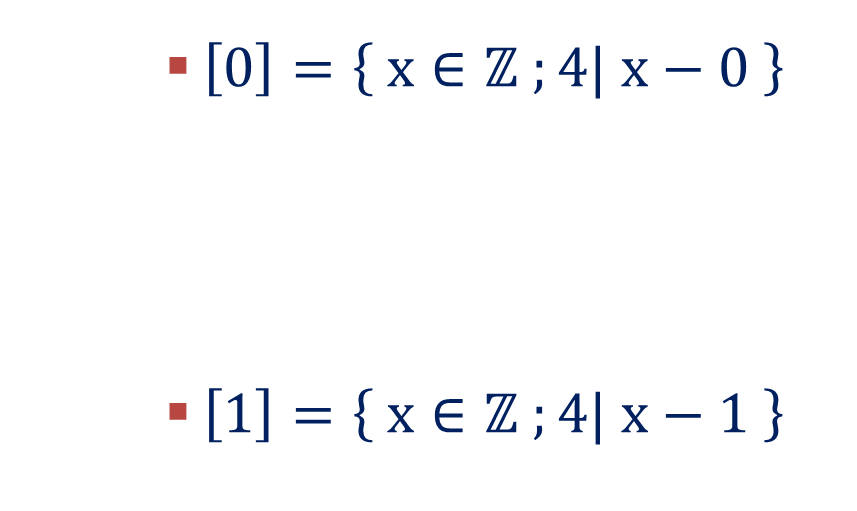 ▪ [0] = { x ∈ ℤ ; 4| x − 0 }
▪ [1] = { x ∈ ℤ ; 4| x − 1 }